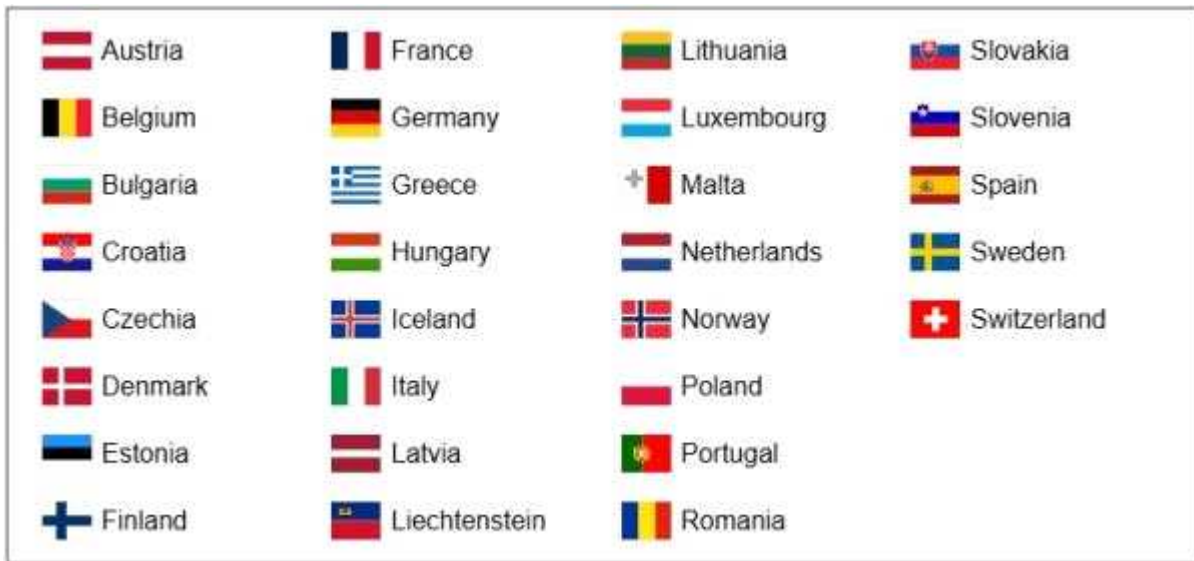 Austria
Belgium
Bulgaria
Croatia
Czechia
Denmark
Estonia
Finland
France
Germany
Greece
Hungary
Iceland
Italy
Latvia
Liechtenstein
Lithuania
Luxembourg
Malta
Netherlands
Norway
Poland
Portugal
Romania
Slovakia
Slovenia
Spain
Sweden
Switzerland